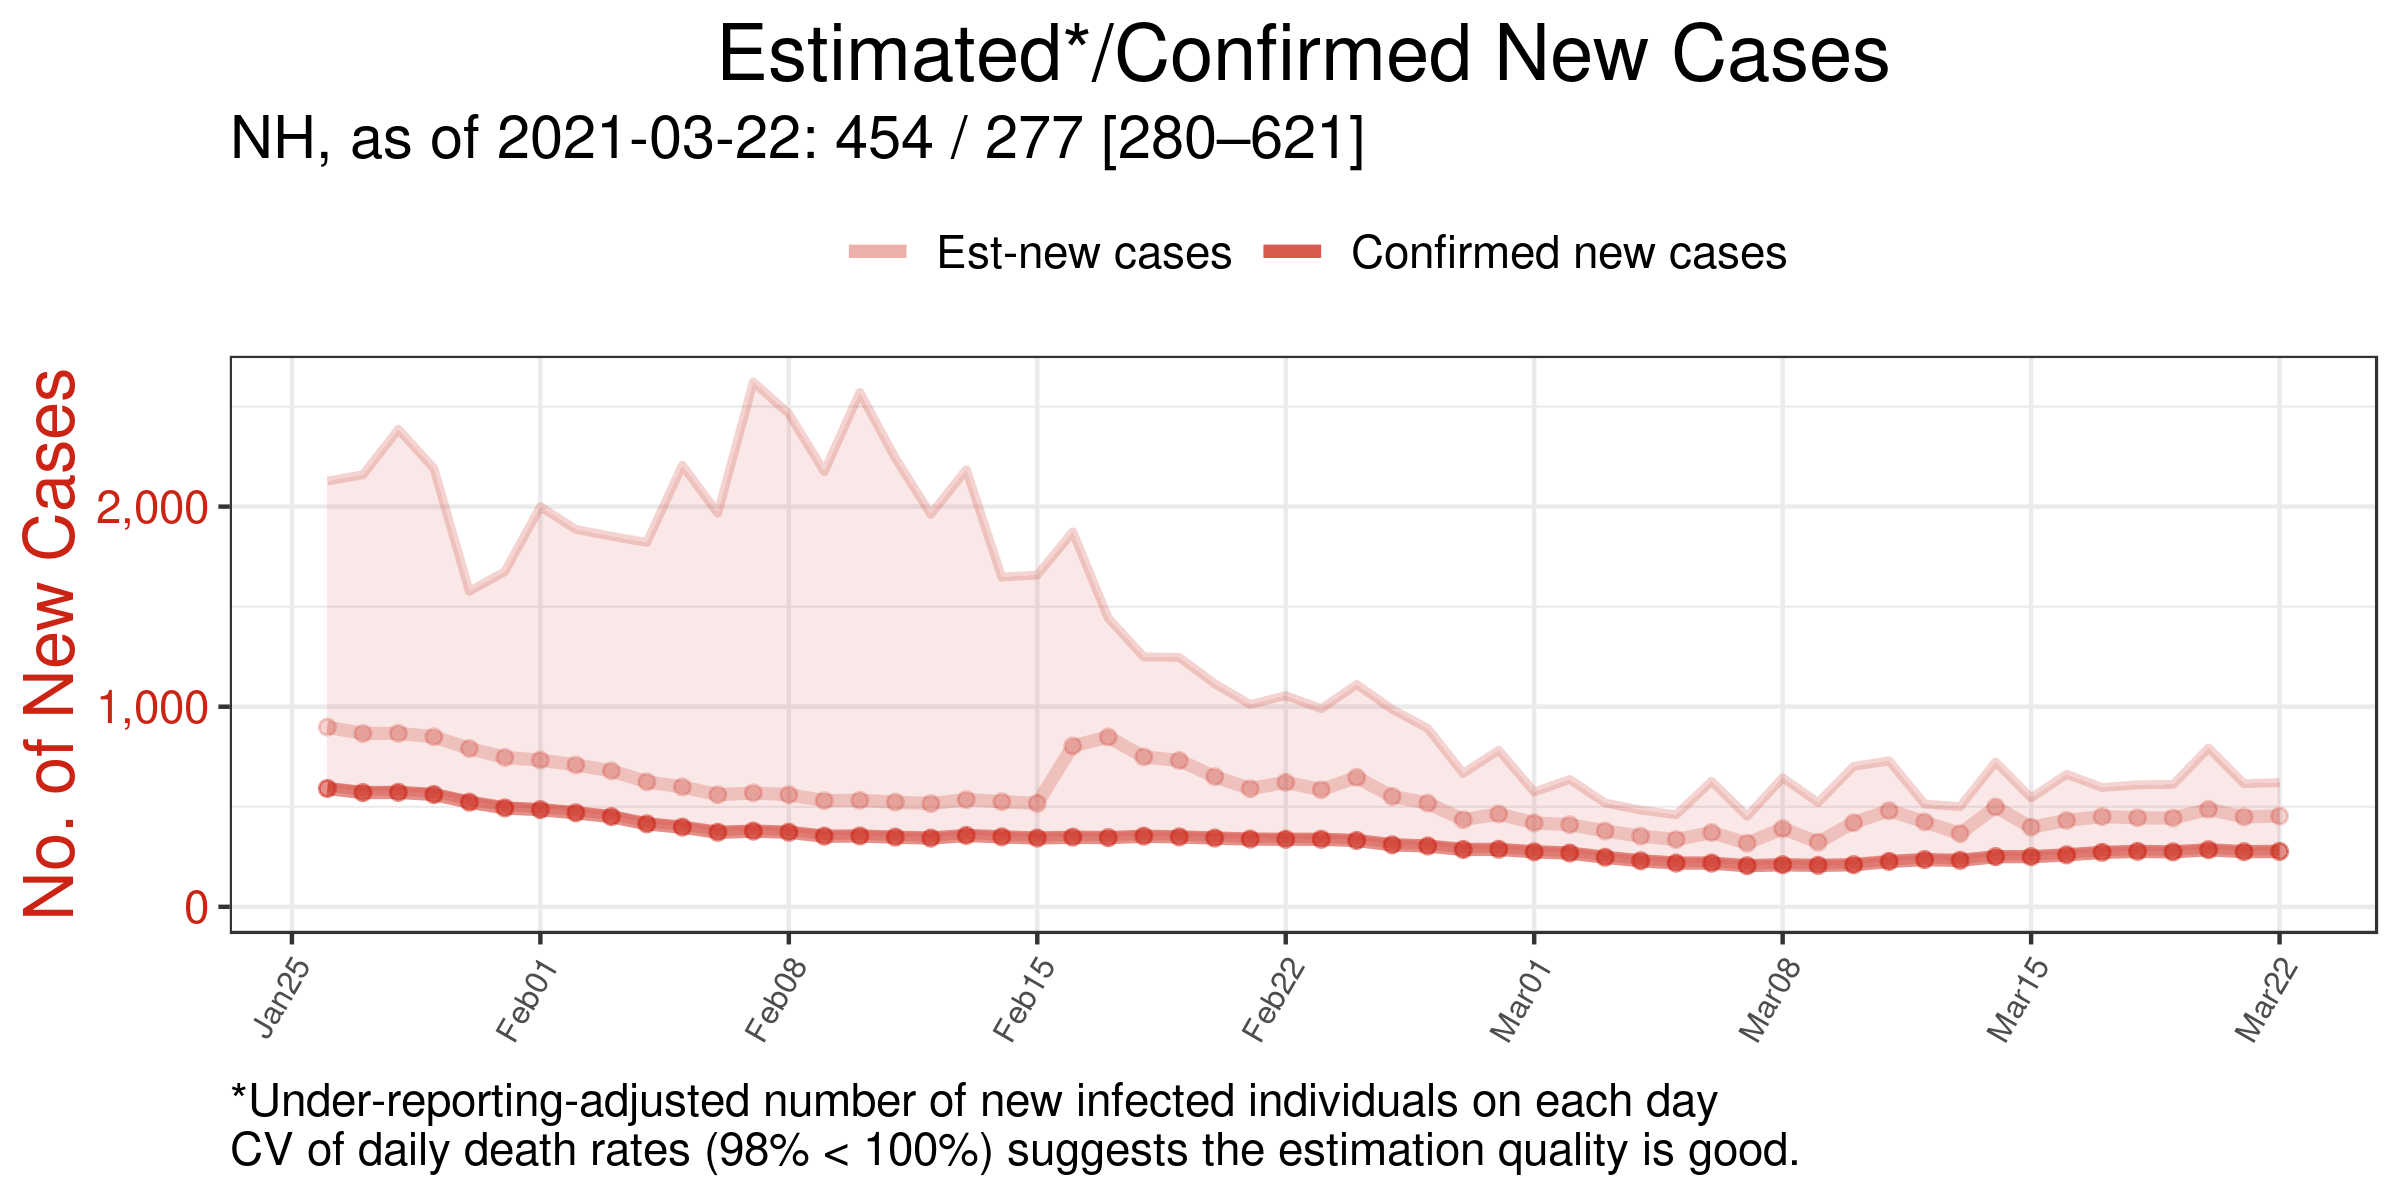 Estimated*/Confirmed New Cases
NH, as of 2021-03-22: 454 / 277 [280–621]
Est-new cases Confirmed new cases
No. of New Cases
2,000
1,000
0
Jan25 Feb01 Feb08 Feb15 Feb22 Mar01 Mar08 Mar15 Mar22
*Under-reporting-adjusted number of new infected individuals on each day
CV of daily death rates (98% < 100%) suggests the estimation quality is good.